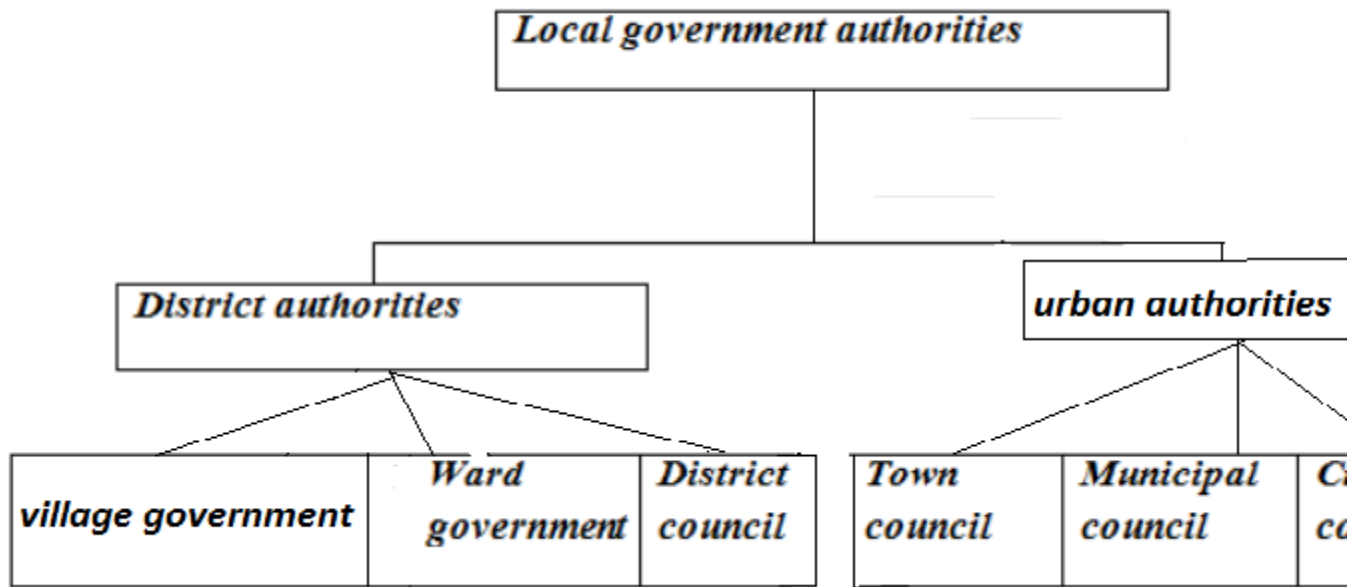 Local government authorities
District authorities
urban authorities
village government
Ward
government
District
council
Town
council
Municipal
council